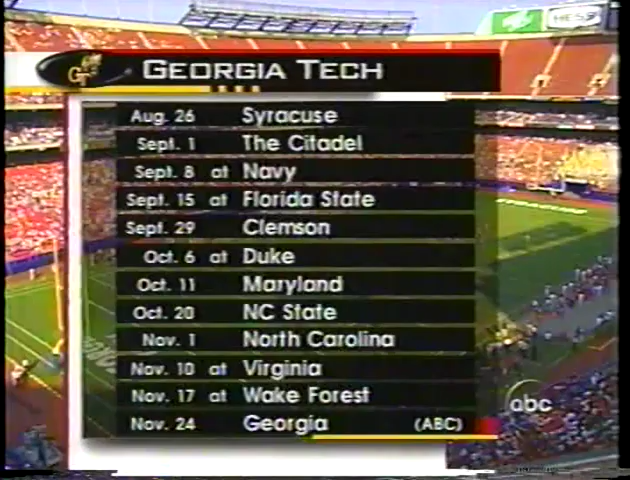 HESS
GT
GEORGIA TECH
Aug. 26 Syracuse
Sept. 1 The Citadel
Sept. 8 at Navy
Sept. 15 at Florida State
Sept. 29 Clemson
Oct. 6 at Duke
Oct. 11 Maryland
Oct. 20 NC State
Nov. 1 North Carolina
Nov. 10 at Virginia
Nov. 17 at Wake Forest
Nov. 24 Georgia (ABC)
abc